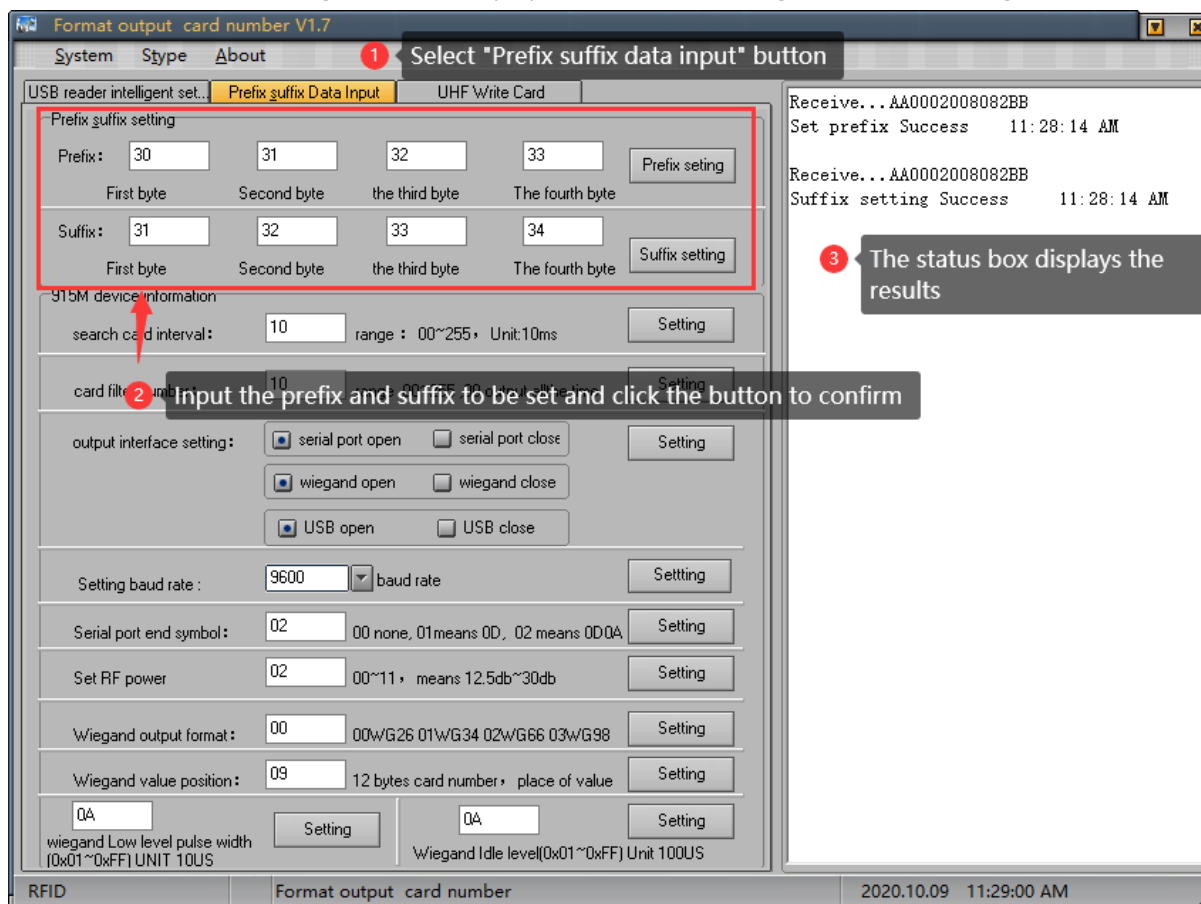 Format output card number V1.7
System Stype About
1 Select "Prefix suffix data input" button
USB reader intelligent set... Prefix suffix Data Input UHF Write Card
Prefix suffix setting
Prefix: 30 31 32 33 Prefix seting
First byte Second byte the third byte The fourth byte
Suffix: 31 32 33 34 Suffix setting
First byte Second byte the third byte The fourth byte
915M device information
search card interval: 10 range : 00~255, Unit:10ms Setting
card filter number: 10 Setting
2 Input the prefix and suffix to be set and click the button to confirm
output interface setting: serial port open serial port close Setting
wiegand open wiegand close
USB open USB close
Setting baud rate : 9600 baud rate Settting
Serial port end symbol: 02 00 none, 01means 0D, 02 means 0D0A Setting
Set RF power 02 00~11, means 12.5db~30db Setting
Wiegand output format: 00 00WG26 01WG34 02WG66 03WG98 Setting
Wiegand value position: 09 12 bytes card number, place of value Setting
0A Setting
wiegand Low level pulse width
(0x01~0xFF) UNIT 10US
0A Setting
Wiegand Idle level(0x01~0xFF) Unit 100US
Receive...AA0002008082BB
Set prefix Success 11:28:14 AM
Receive...AA0002008082BB
Suffix setting Success 11:28:14 AM
3 The status box displays the
results
RFID Format output card number 2020.10.09 11:29:00 AM